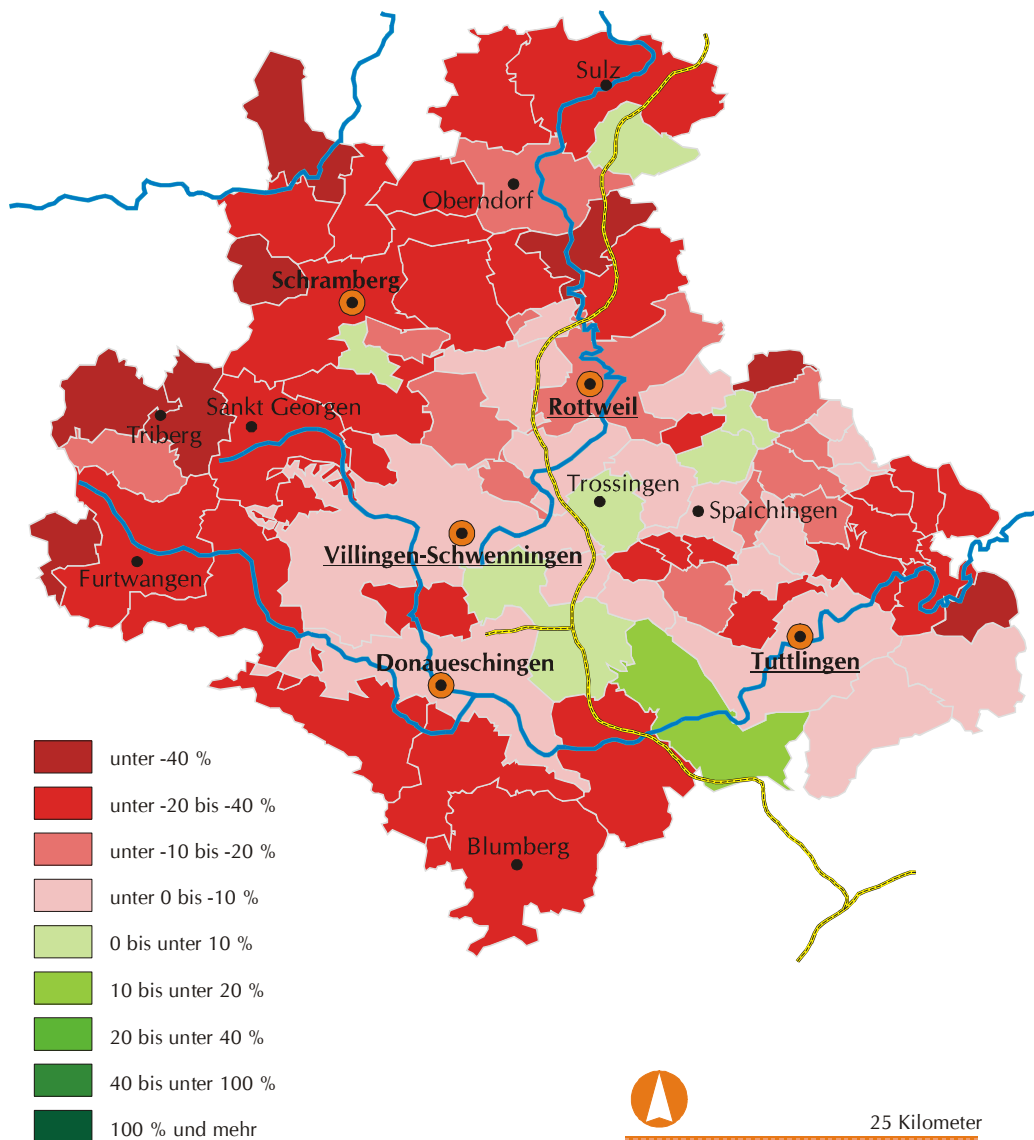 Sulz
Oberndorf
Schramberg
Rottweil
Sankt Georgen
Triberg
Trossingen
Spaichingen
Villingen-Schwenningen
Furtwangen
Tuttlingen
Donaueschingen
Blumberg
unter -40 %
unter -20 bis -40 %
unter -10 bis -20 %
unter 0 bis -10 %
0 bis unter 10 %
10 bis unter 20 %
20 bis unter 40 %
40 bis unter 100 %
100 % und mehr
25 Kilometer